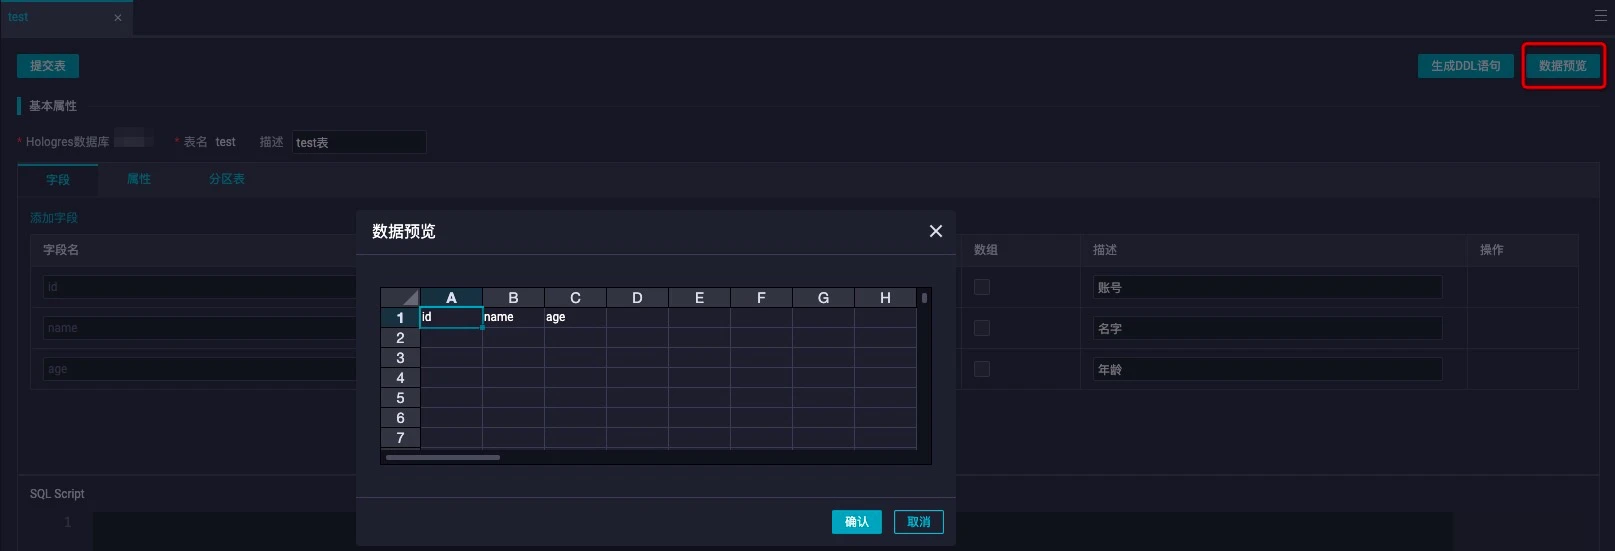 test
提交表
生成DDL语句
数据预览
基本属性
* Hologres数据库
* 表名 test
描述 test表
字段 属性 分区表
添加字段
字段名 数组 描述 操作
id 账号
name 名字
age 年龄
数据预览
A B C D E F G H
1 id name age
2
3
4
5
6
7
确认 取消
SQL Script
1